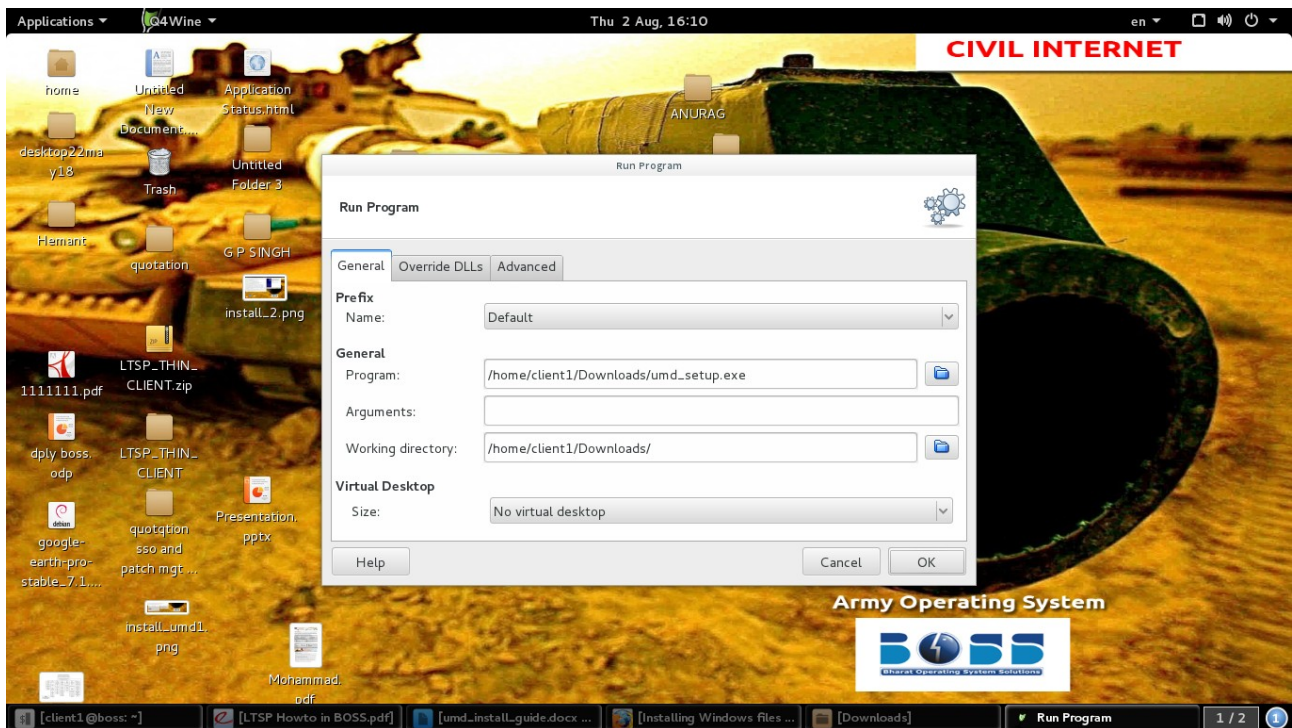 Applications
Q4Wine
Thu 2 Aug, 16:10
en
CIVIL INTERNET
home
Untitled
New
Document....
Application
Status.html
ANURAG
desktop22ma
y18
Trash
Untitled
Folder 3
Hemant
quotation
G P SINGH
install_2.png
1111111.pdf
LTSP_THIN_
CLIENT.zip
dply boss.
odp
LTSP_THIN_
CLIENT
Presentation.
pptx
debian
google-
earth-pro-
stable_7.1....
quotqtion
sso and
patch mgt ...
install_umd1.
png
Mohammad.
pdf
Run Program
Run Program
General
Override DLLs
Advanced
Prefix
Name:
Default
General
Program:
/home/client1/Downloads/umd_setup.exe
Arguments:
Working directory:
/home/client1/Downloads/
Virtual Desktop
Size:
No virtual desktop
Help
Cancel
OK
Army Operating System
BOSS
Bharat Operating System Solutions
[client1@boss: ~]
[LTSP Howto in BOSS.pdf]
[umd_install_guide.docx ...
[Installing Windows files ...
[Downloads]
Run Program
1 / 2
1